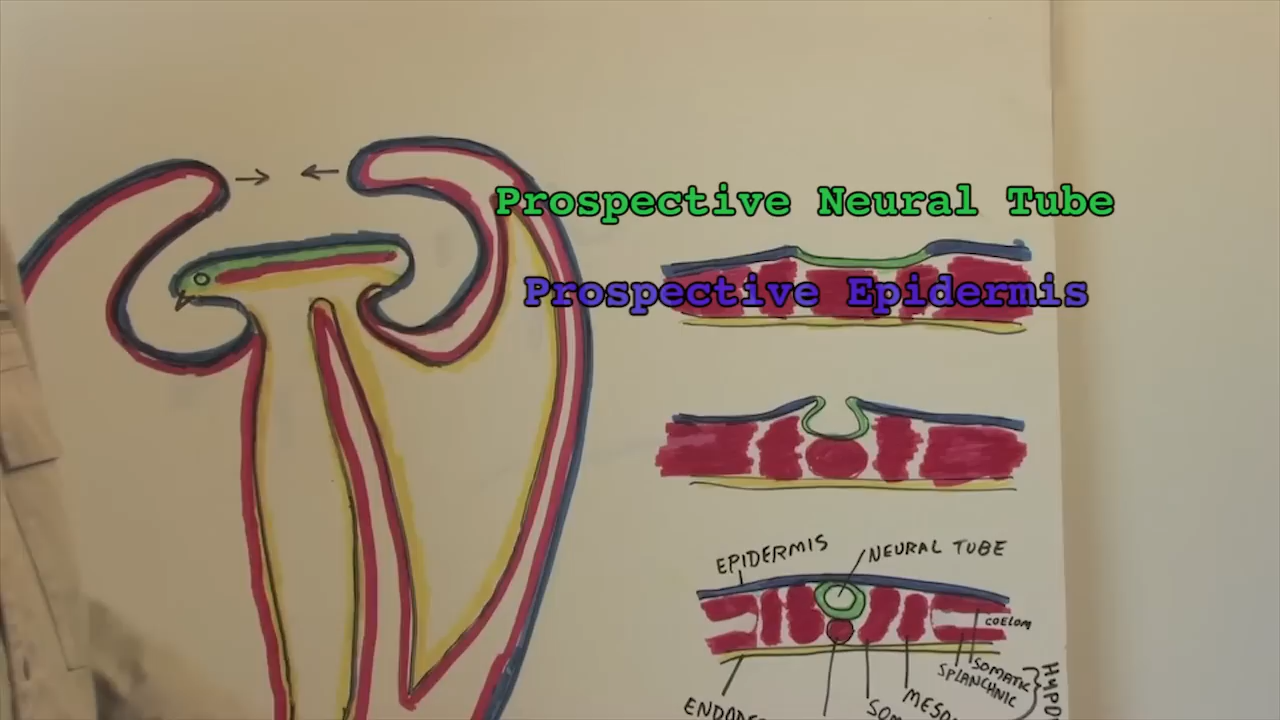 Prospective Neural Tube
Prospective Epidermis
EPIDERMIS
NEURAL TUBE
COELOM
SOMATIC
SPLANCHNIC